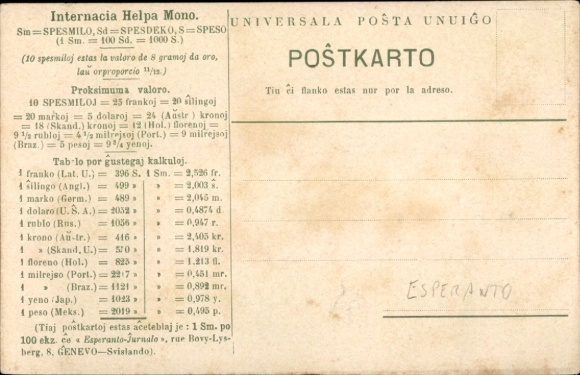 Internacia Helpa Mono.
Sm=SPESMILO, Sd=SPESDEKO, S=SPESO
(1 Sm. = 100 Sd. = 1000 S.)
(10 spesmiloj estas la valoro de 8 gramoj da oro,
laŭ orproporcio 11/12.)
Proksimuma valoro.
10 SPESMILOJ = 25 frankoj = 20 ŝilingoj
= 20 markoj = 5 dolaroj = 24 (Aŭstr) kronoj
= 18 (Skand.) kronoj = 12 (Hol.) florenoj =
9 1/2 rubloj = 4 1/2 milrejsoj (Port.) = 9 milrejsoj
(Braz.) = 5 pesoj = 9 3/4 yenoj.
Tab-lo por ĝustegaj kalkuloj.
1 franko (Lat. U.) = 396 S. 1 Sm. = 2,526 fr.
1 ŝilingo (Angl.) = 499 » » = 2,003 ŝ.
1 marko (Germ.) = 489 » » = 2,045 m.
1 dolaro (U. Ŝ. A.) = 2052 » » = 0,4874 d.
1 rublo (Rus.) = 1056 » » = 0,947 r.
1 krono (Aŭ-tr.) = 416 » » = 2,405 kr.
1 » (Skand. U.) = 550 » » = 1,819 kr.
1 floreno (Hol.) = 825 » » = 1,213 fl.
1 milrejso (Port.) = 2217 » » = 0,451 mr.
1 » (Braz.) = 1121 » » = 0,892 mr.
1 yeno (Jap.) = 1023 » » = 0,978 y.
1 peso (Meks.) = 2019 » » = 0,495 p.
(Tiaj poŝtkartoj estas aĉeteblaj je : 1 Sm. po
100 ekz. ĉe « Esperanto-Ĵurnalo », rue Bovy-Lys-
berg, 8, ĜENEVO—Svislando).
UNIVERSALA POŜTA UNUIĜO
POŜTKARTO
Tiu ĉi flanko estas nur por la adreso.
ESPERANTO